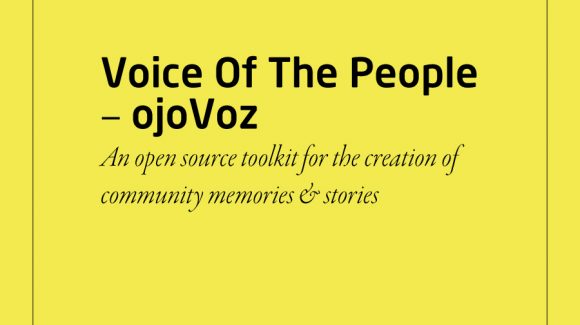 Voice Of The People
– ojoVoz
An open source toolkit for the creation of
community memories & stories